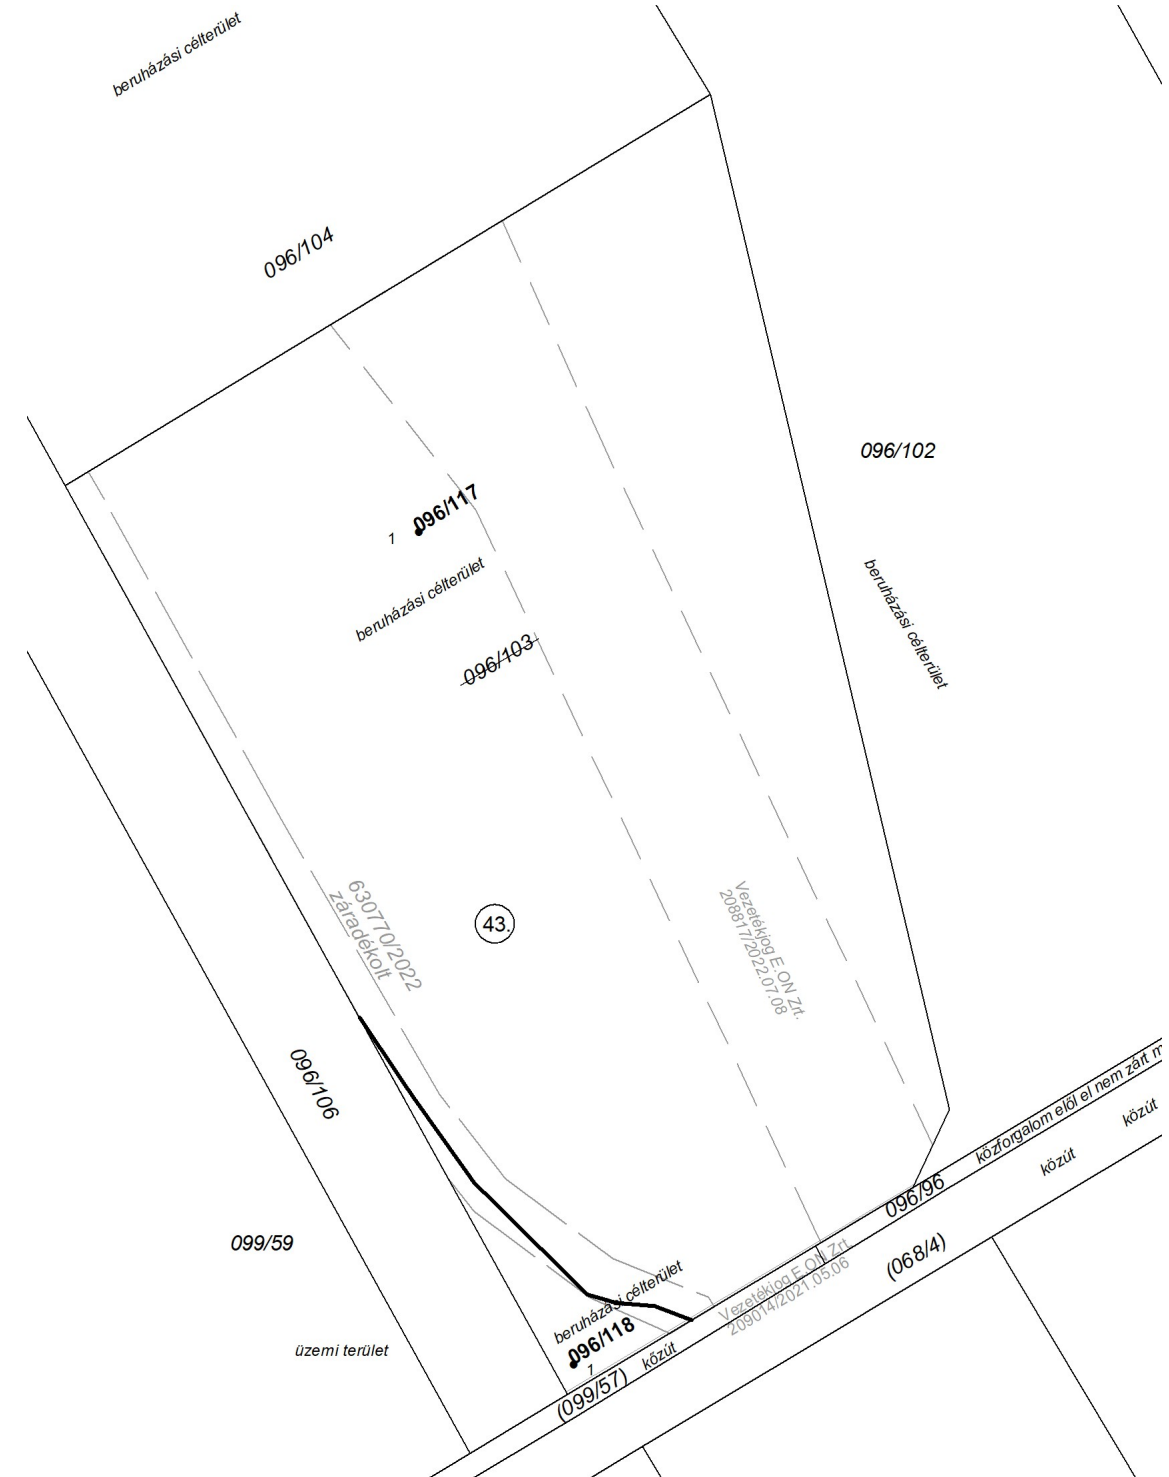 beruházási célterület
096/104
096/102
096/117
1
beruházási célterület
beruházási célterület
096/103
630770/2022
záradékolt
43.
Vezetékjog E.ON Zrt.
208817/2022.07.08
096/106
közforgalom elől el nem zárt m
közút
közút
096/96
099/59
(068/4)
Vezetékjog E.ON Zrt.
209014/2021.05.06
beruházási célterület
096/118
1
üzemi terület
közút
(099/57)